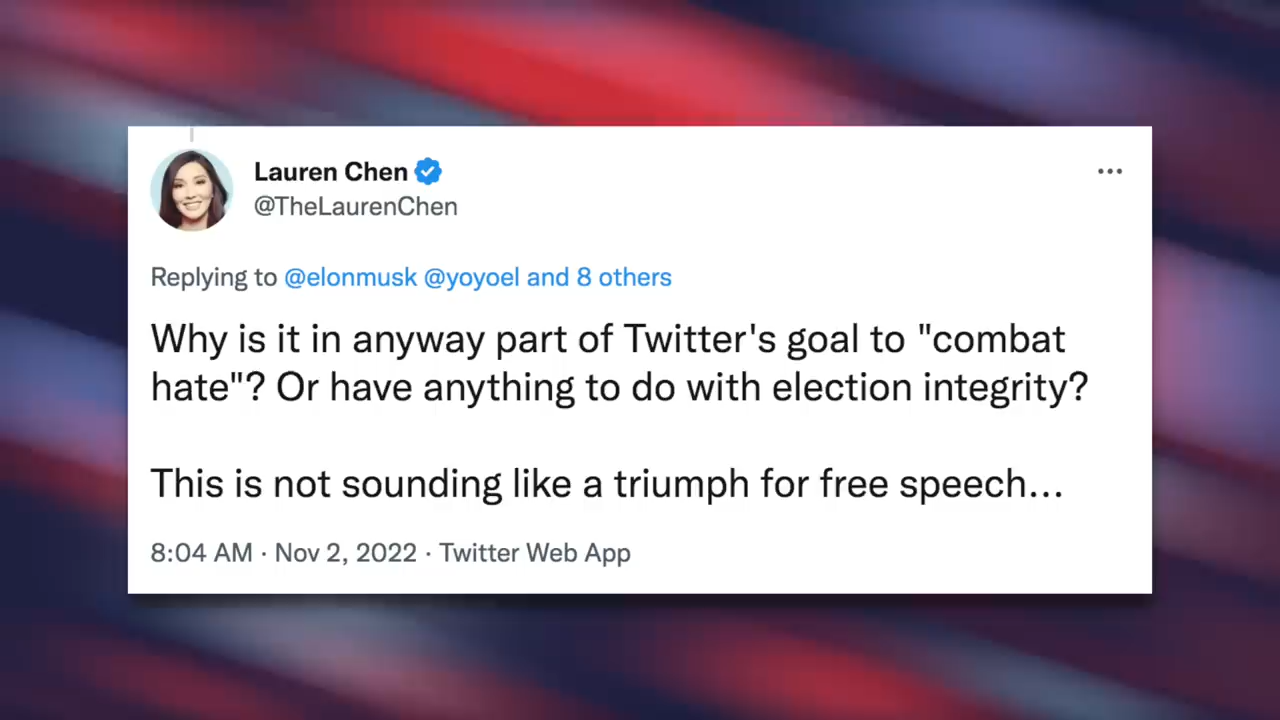 Lauren Chen
@TheLaurenChen
Replying to @elonmusk @yoyoel and 8 others
Why is it in anyway part of Twitter's goal to "combat
hate"? Or have anything to do with election integrity?
This is not sounding like a triumph for free speech...
8:04 AM · Nov 2, 2022 · Twitter Web App